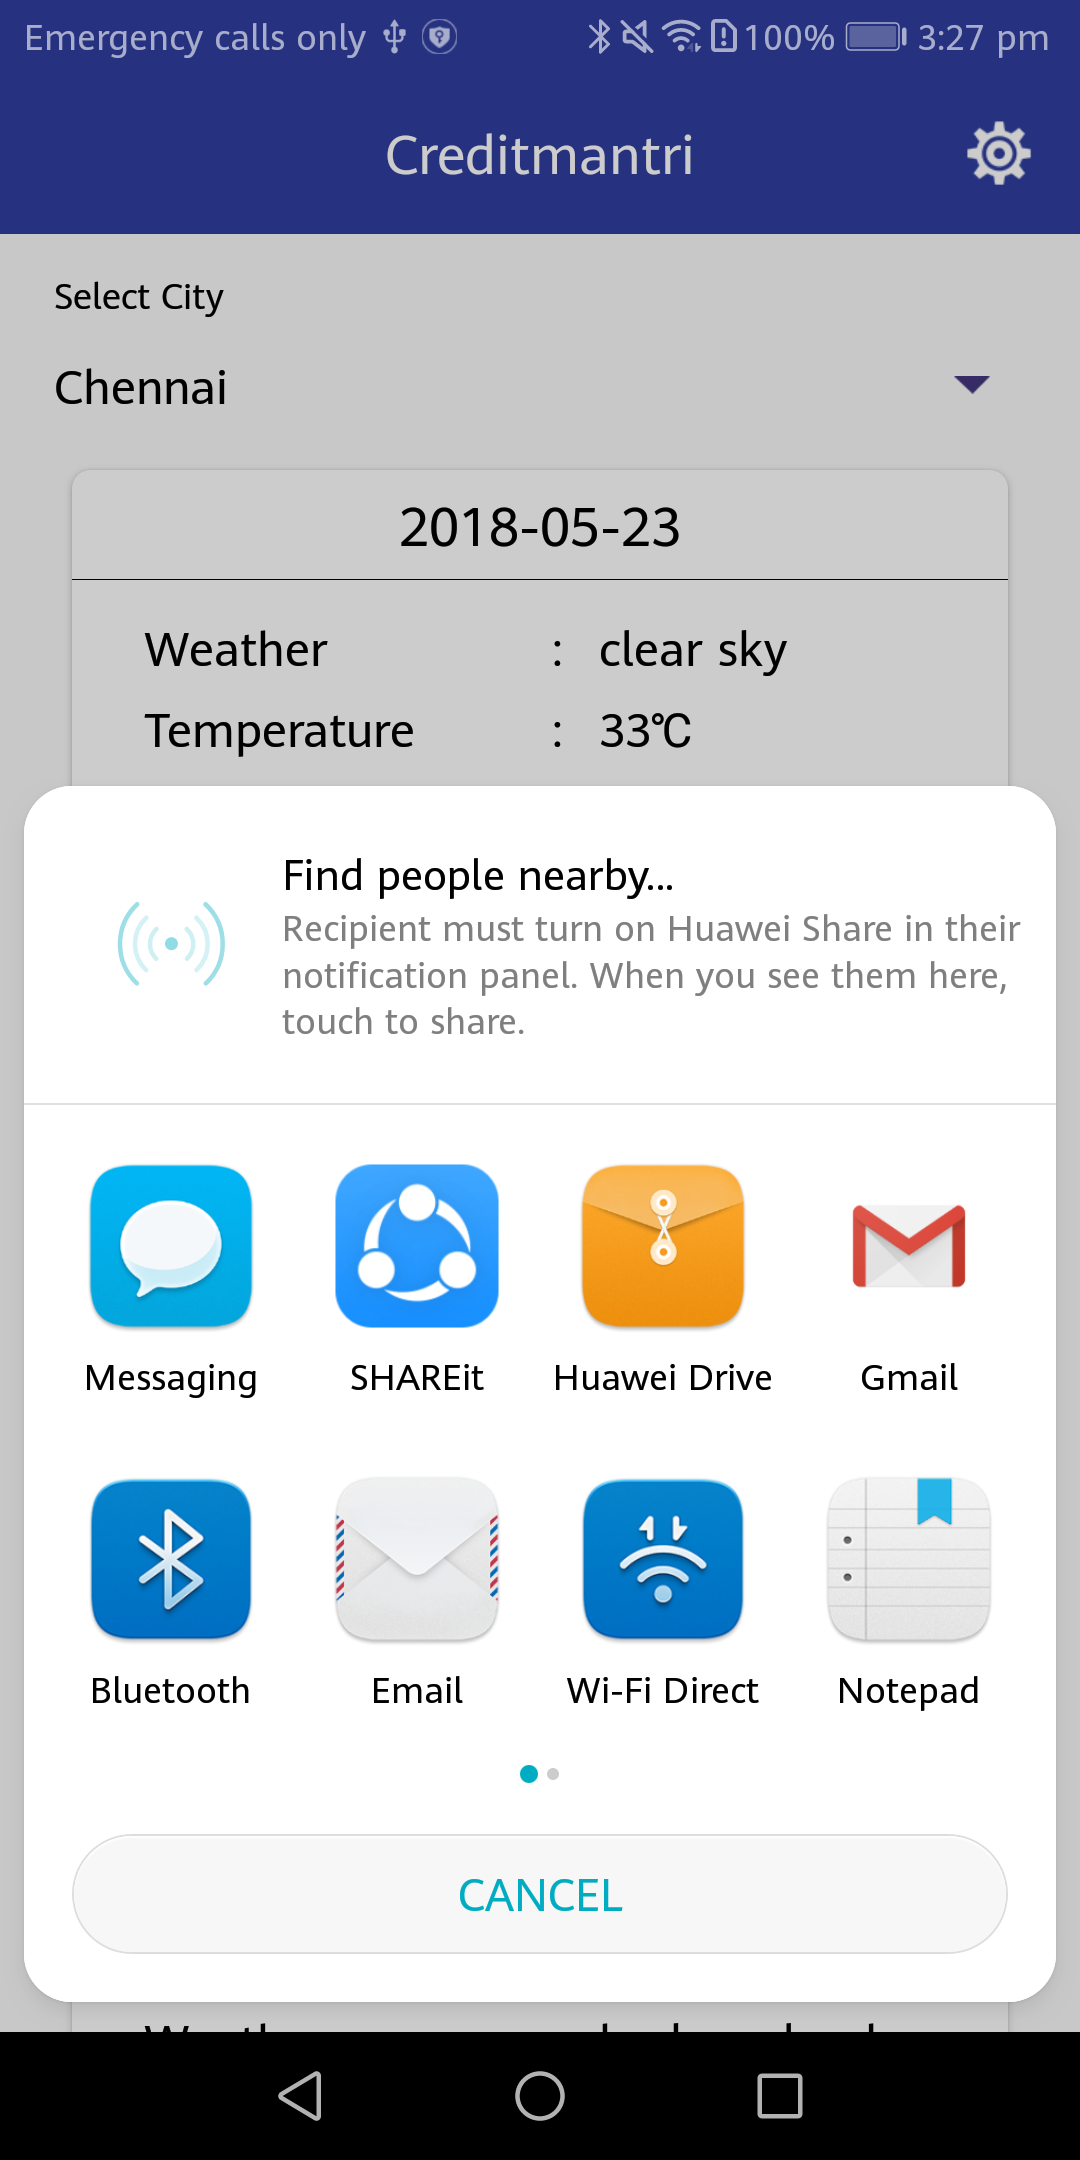 Emergency calls only 100% 3:27 pm
Creditmantri
Select City
Chennai
2018-05-23
Weather : clear sky
Temperature : 33℃
Find people nearby...
Recipient must turn on Huawei Share in their
notification panel. When you see them here,
touch to share.
Messaging SHAREit Huawei Drive Gmail
Bluetooth Email Wi-Fi Direct Notepad
CANCEL